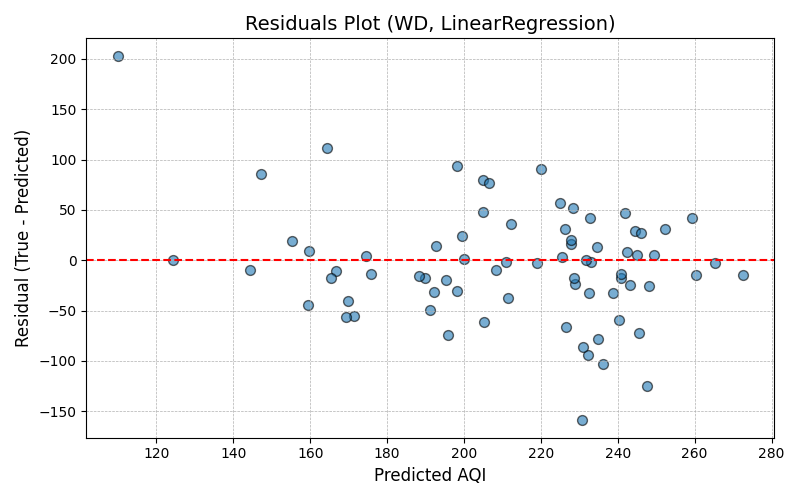 Residuals Plot (WD, LinearRegression)
Residual (True - Predicted)
200
150
100
50
0
−50
−100
−150
120 140 160 180 200 220 240 260 280
Predicted AQI